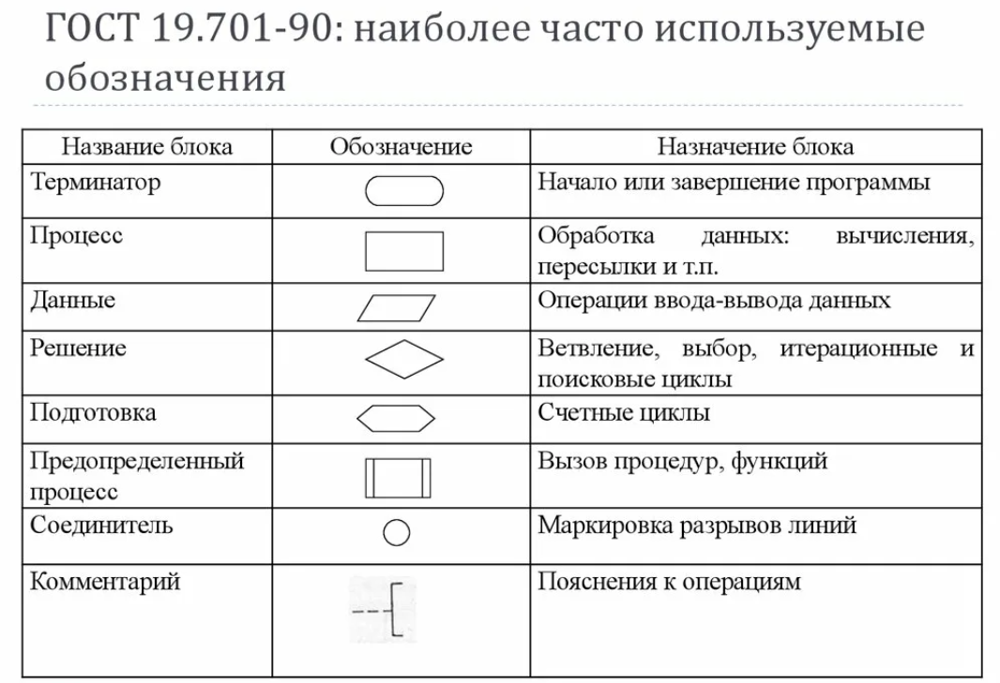 ГОСТ 19.701-90: наиболее часто используемые
обозначения
Название блока
Обозначение
Назначение блока
Терминатор
Начало или завершение программы
Процесс
Обработка данных: вычисления,
пересылки и т.п.
Данные
Операции ввода-вывода данных
Решение
Ветвление, выбор, итерационные и
поисковые циклы
Подготовка
Счетные циклы
Предопределенный
процесс
Вызов процедур, функций
Соединитель
Маркировка разрывов линий
Комментарий
Пояснения к операциям